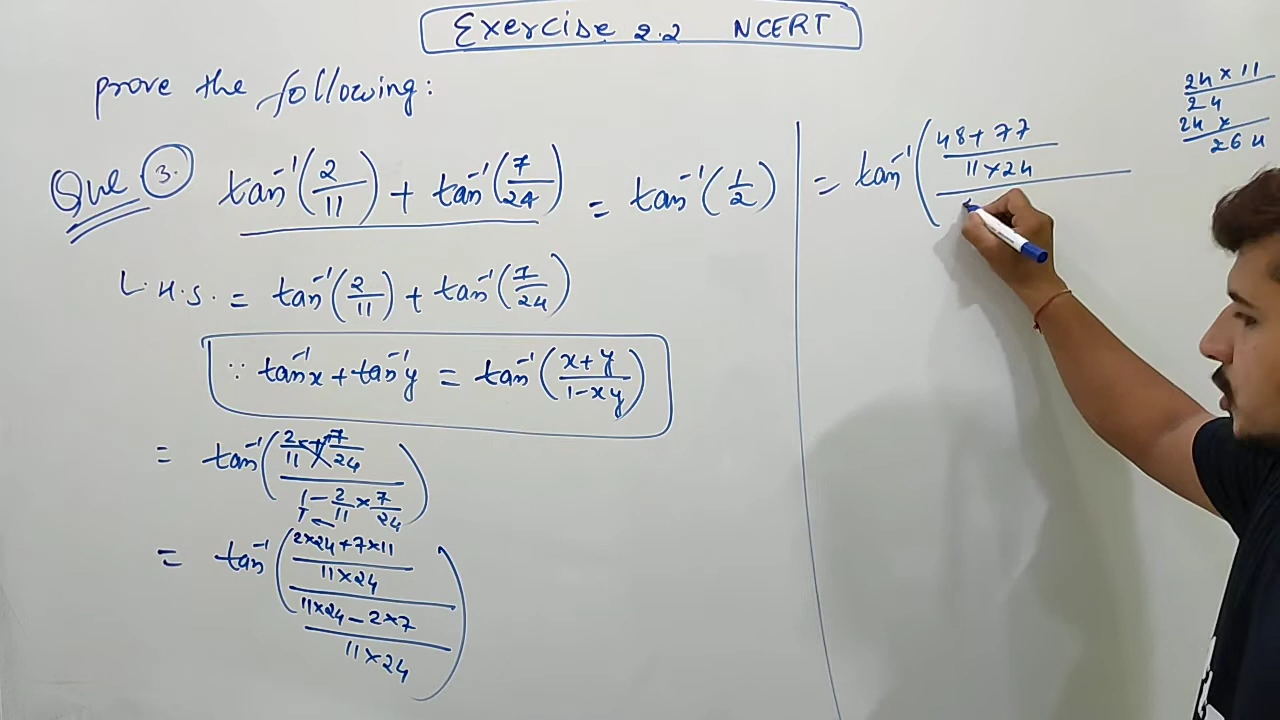 Exercise 2.2 NCERT
prove the following:
Que 3. tan⁻¹(2/11) + tan⁻¹(7/24) = tan⁻¹(1/2)
L.H.S. = tan⁻¹(2/11) + tan⁻¹(7/24)
∵ tan⁻¹x + tan⁻¹y = tan⁻¹((x+y)/(1-xy))
= tan⁻¹((2/11 + 7/24)/(1 - 2/11 × 7/24))
= tan⁻¹(((2×24+7×11)/(11×24))/((11×24-2×7)/(11×24)))
= tan⁻¹(((48+77)/(11×24))/
24×11
24
24×
264